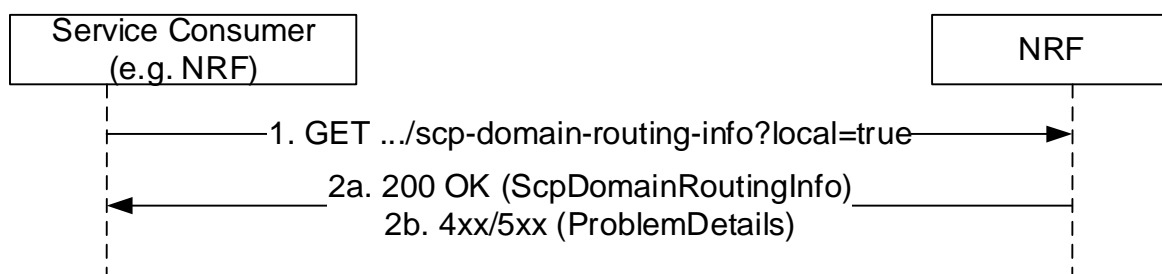 Service Consumer
(e.g. NRF)
NRF
1. GET .../scp-domain-routing-info?local=true
2a. 200 OK (ScpDomainRoutingInfo)
2b. 4xx/5xx (ProblemDetails)